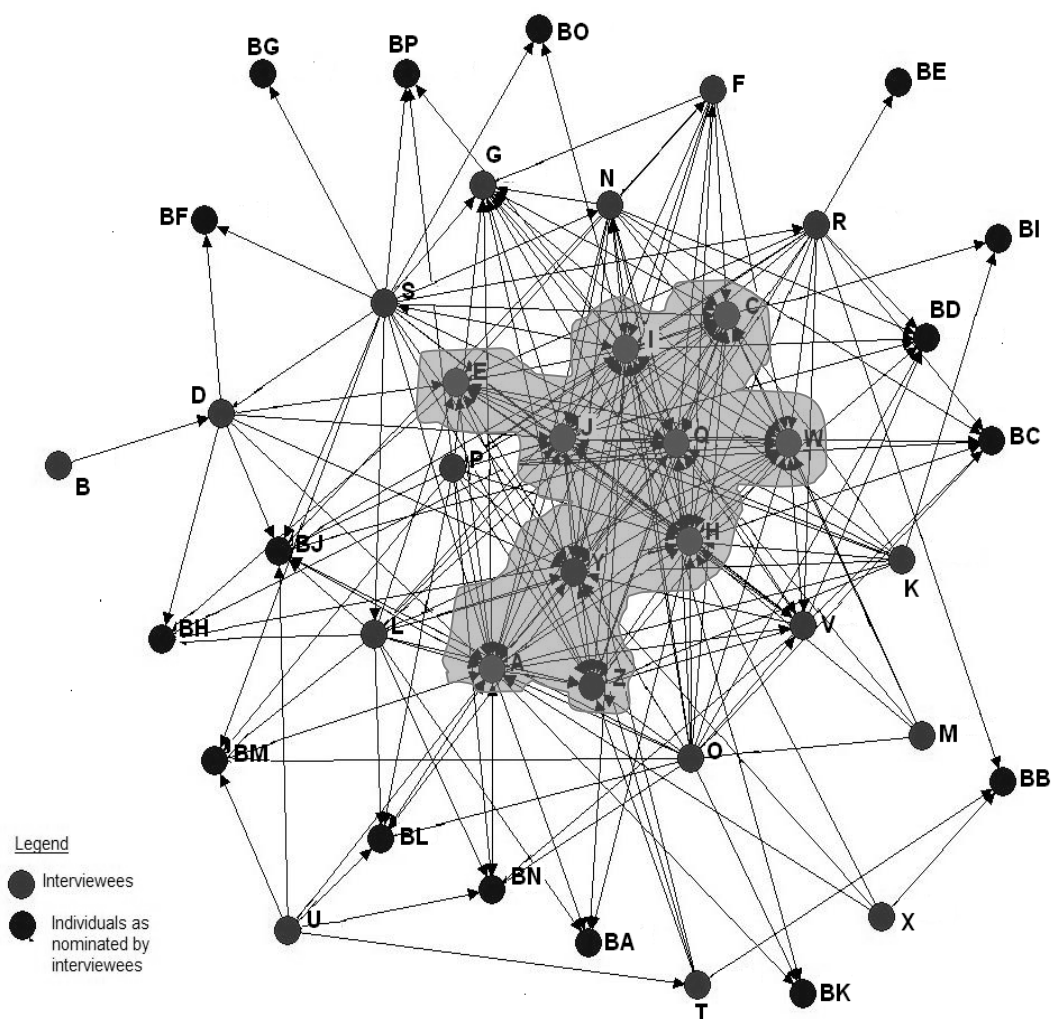 BO
BG
BP
BE
F
G
N
BF
R
BI
S
C
BD
I
E
D
J
Q
W
BC
P
B
H
BJ
Y
K
L
V
BH
A
Z
M
BM
O
BB
Legend
BL
Interviewees
BN
U
X
Individuals as
nominated by
interviewees
BA
T
BK